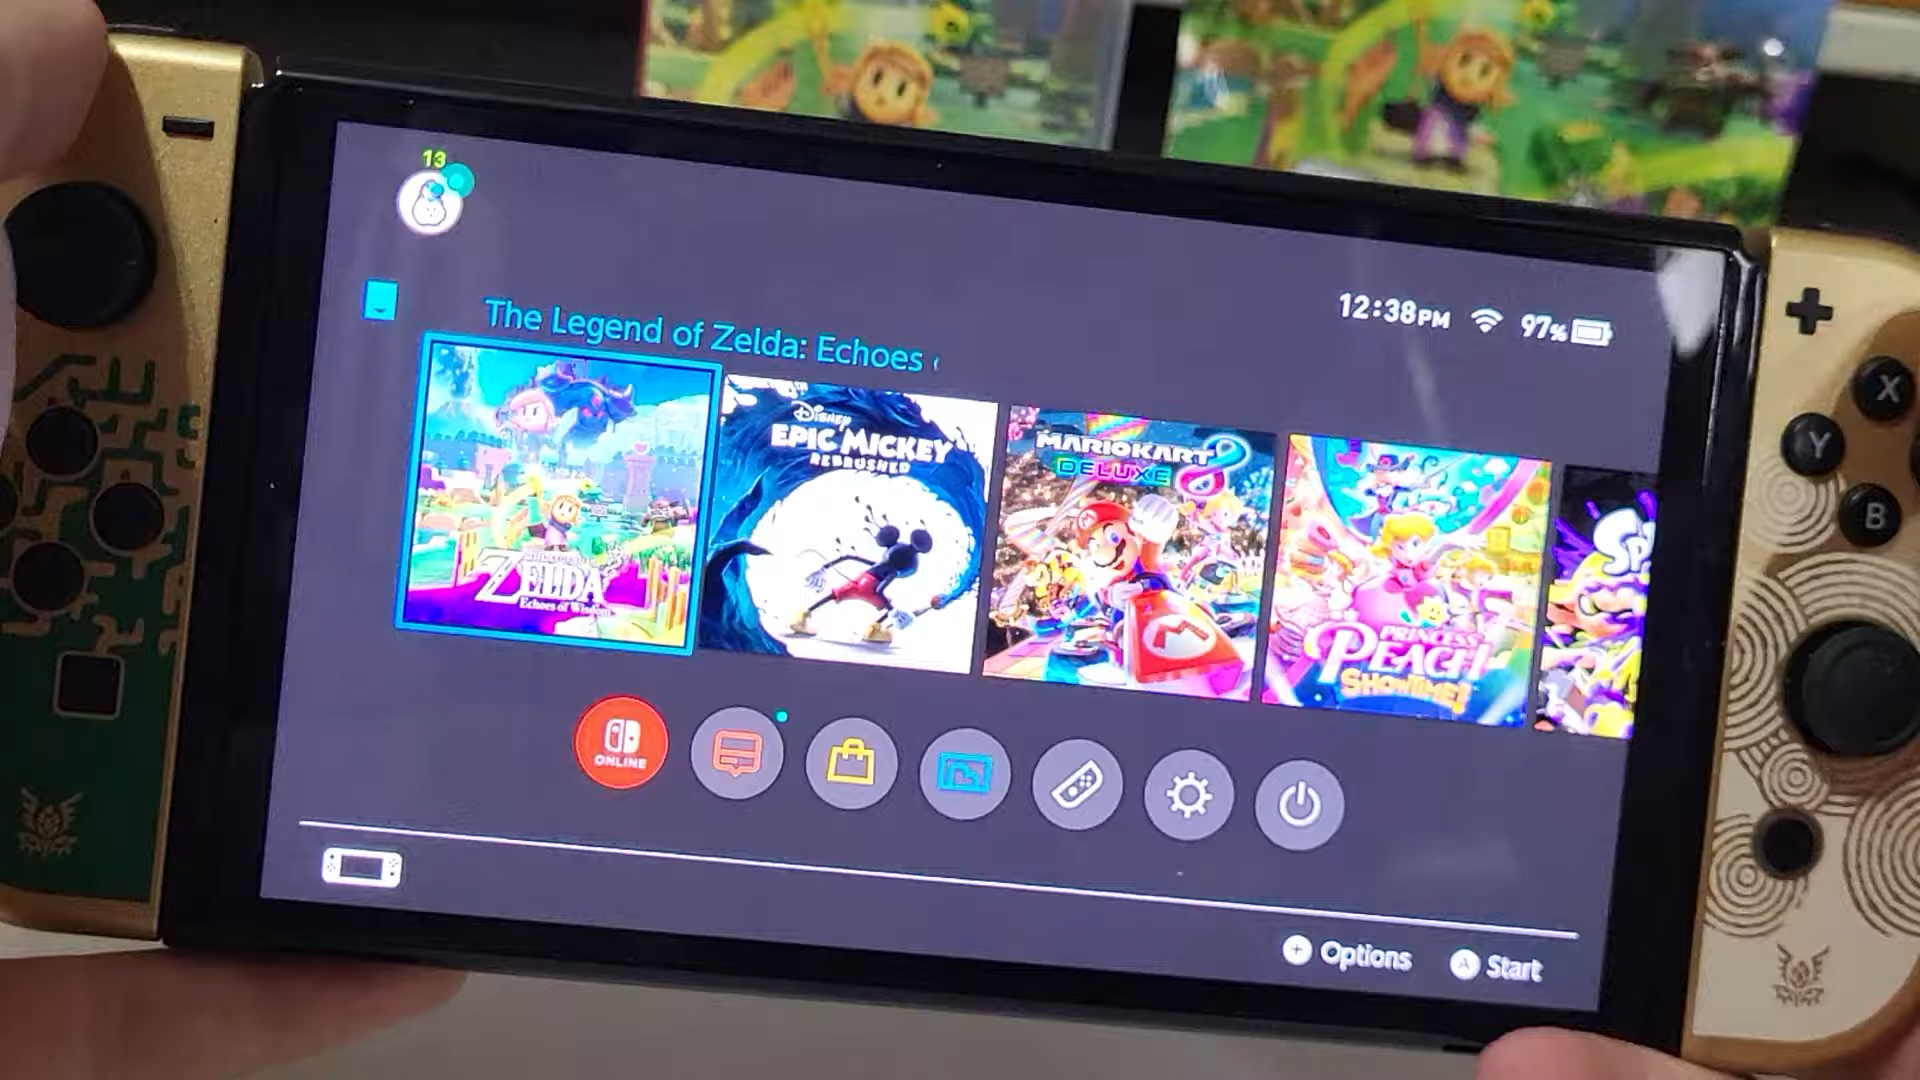 13
12:38PM 97%
The Legend of Zelda: Echoes
ZELDA
Echoes of Wisdom
DISNEY
EPIC MICKEY
REBRUSHED
MARIOKART 8
DELUXE
PRINCESS
PEACH
SHOWTIME!
ONLINE
+ Options
A Start
X
Y
B